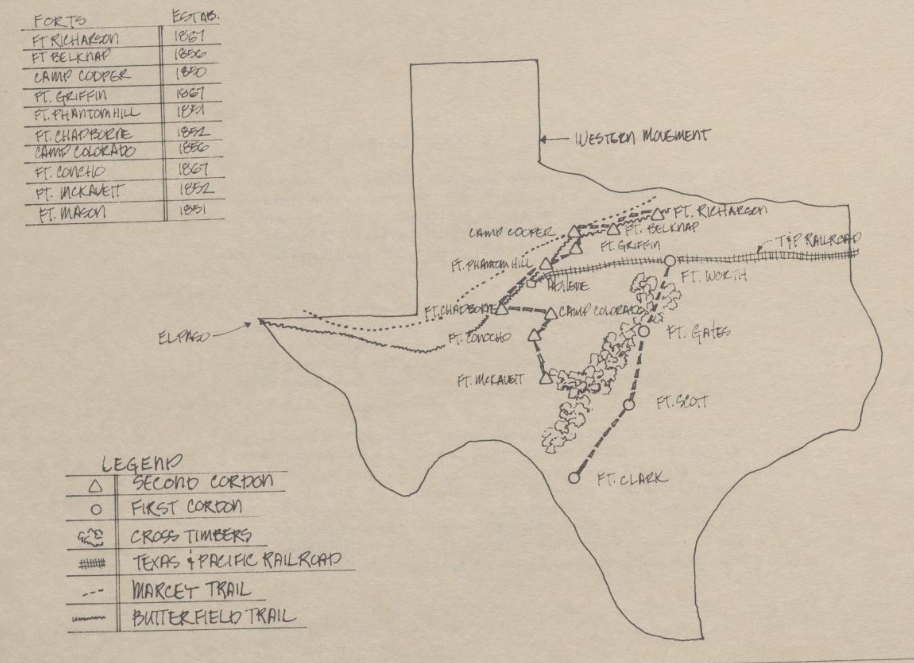 FORTS ESTAB.
FT RICHARSON 1867
FT BELKNAP 1856
CAMP COOPER 1850
FT. GRIFFIN 1867
FT. PHANTOM HILL 1851
FT. CHADBORNE 1852
CAMP COLORADO 1856
FT. CONCHO 1867
FT. MCKAVETT 1852
FT. MASON 1851
WESTERN MOVEMENT
FT. RICHARSON
CAMP COOPER
FT. BELKNAP
FT. GRIFFIN
T&P RAILROAD
FT. PHANTOM HILL
FT. WORTH
ABILENE
FT. CHADBORNE
CAMP COLORADO
EL PASO
FT. CONOCHO
FT. GATES
FT. MCKAVETT
FT. SCOTT
FT. CLARK
LEGEND
SECOND CORDON
FIRST CORDON
CROSS TIMBERS
TEXAS & PACIFIC RAILROAD
MARCEY TRAIL
BUTTERFIELD TRAIL